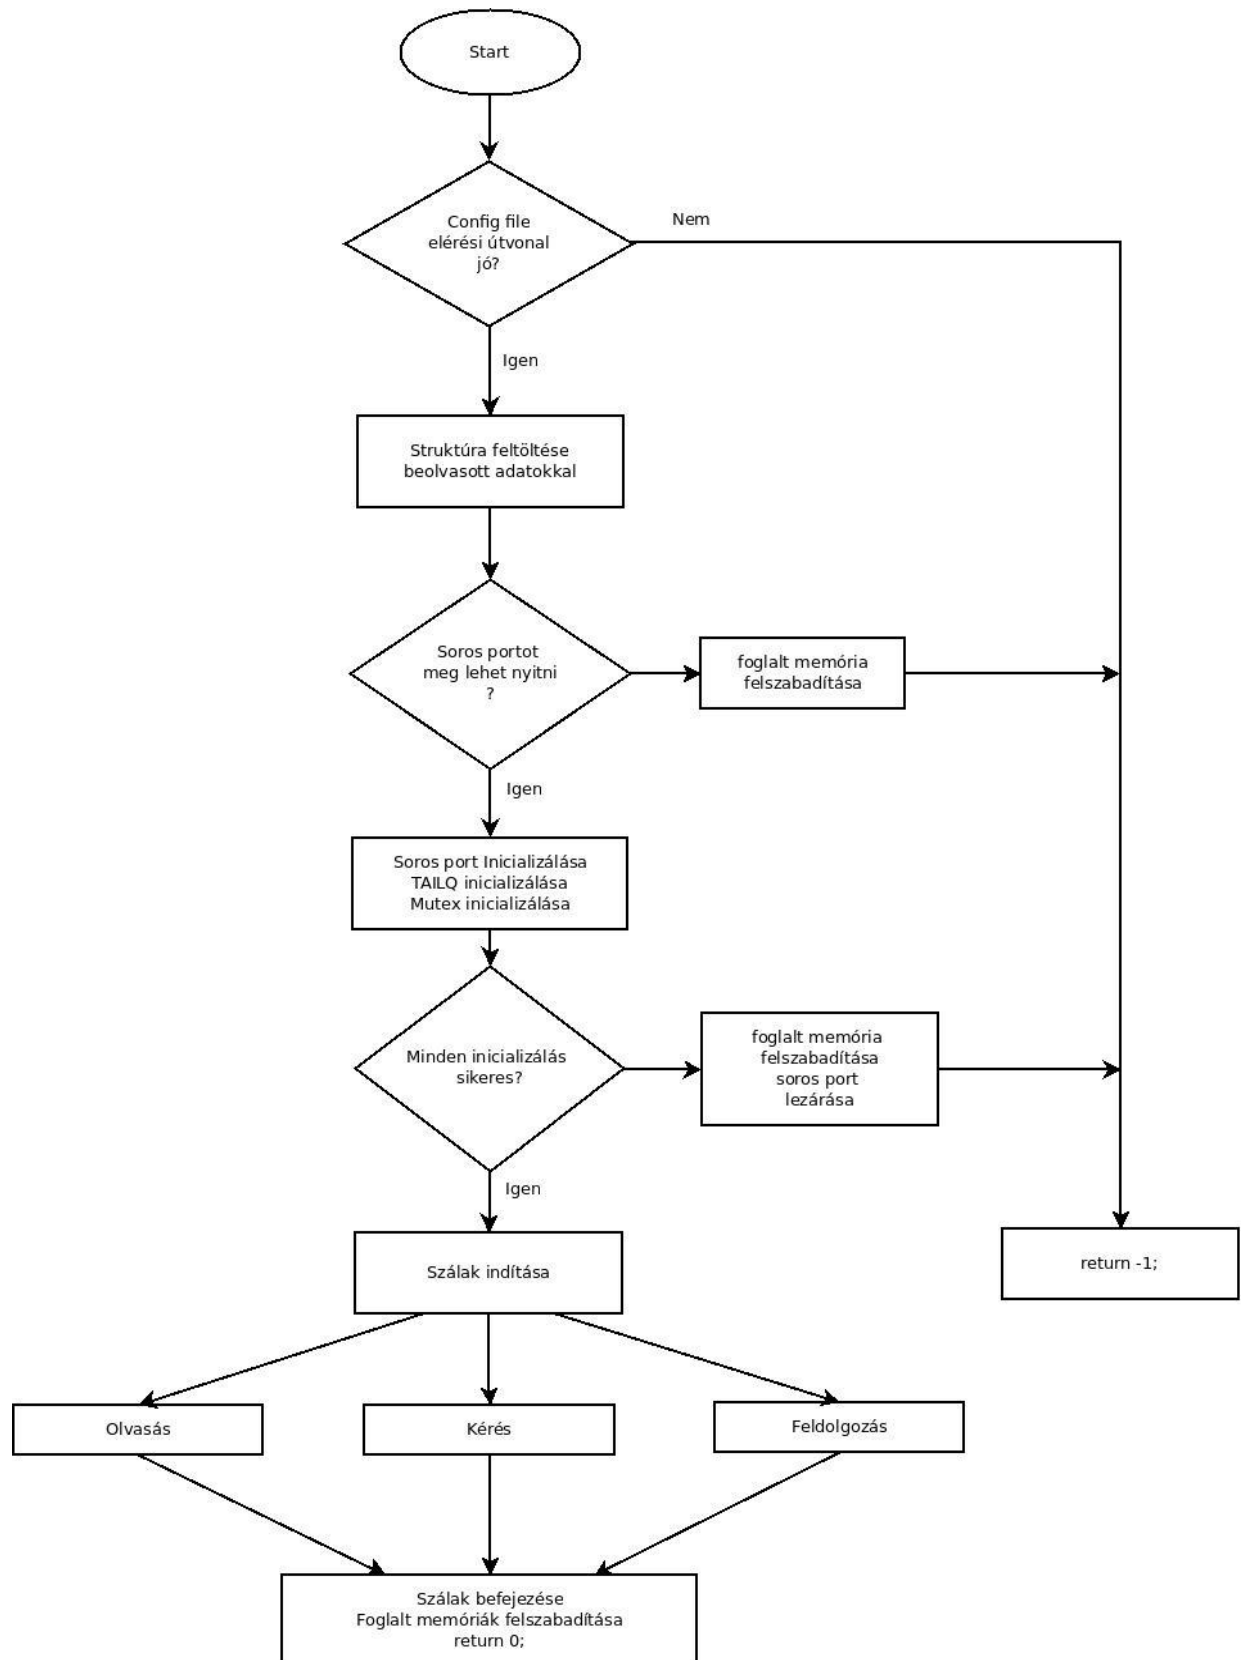 Start
Config file
elérési útvonal
jó?
Nem
Igen
Struktúra feltöltése
beolvasott adatokkal
Soros portot
meg lehet nyitni
?
foglalt memória
felszabadítása
Igen
Soros port Inicializálása
TAILQ inicializálása
Mutex inicializálása
Minden inicializálás
sikeres?
foglalt memória
felszabadítása
soros port
lezárása
Igen
Szálak indítása
return -1;
Olvasás
Kérés
Feldolgozás
Szálak befejezése
Foglalt memóriák felszabadítása
return 0;